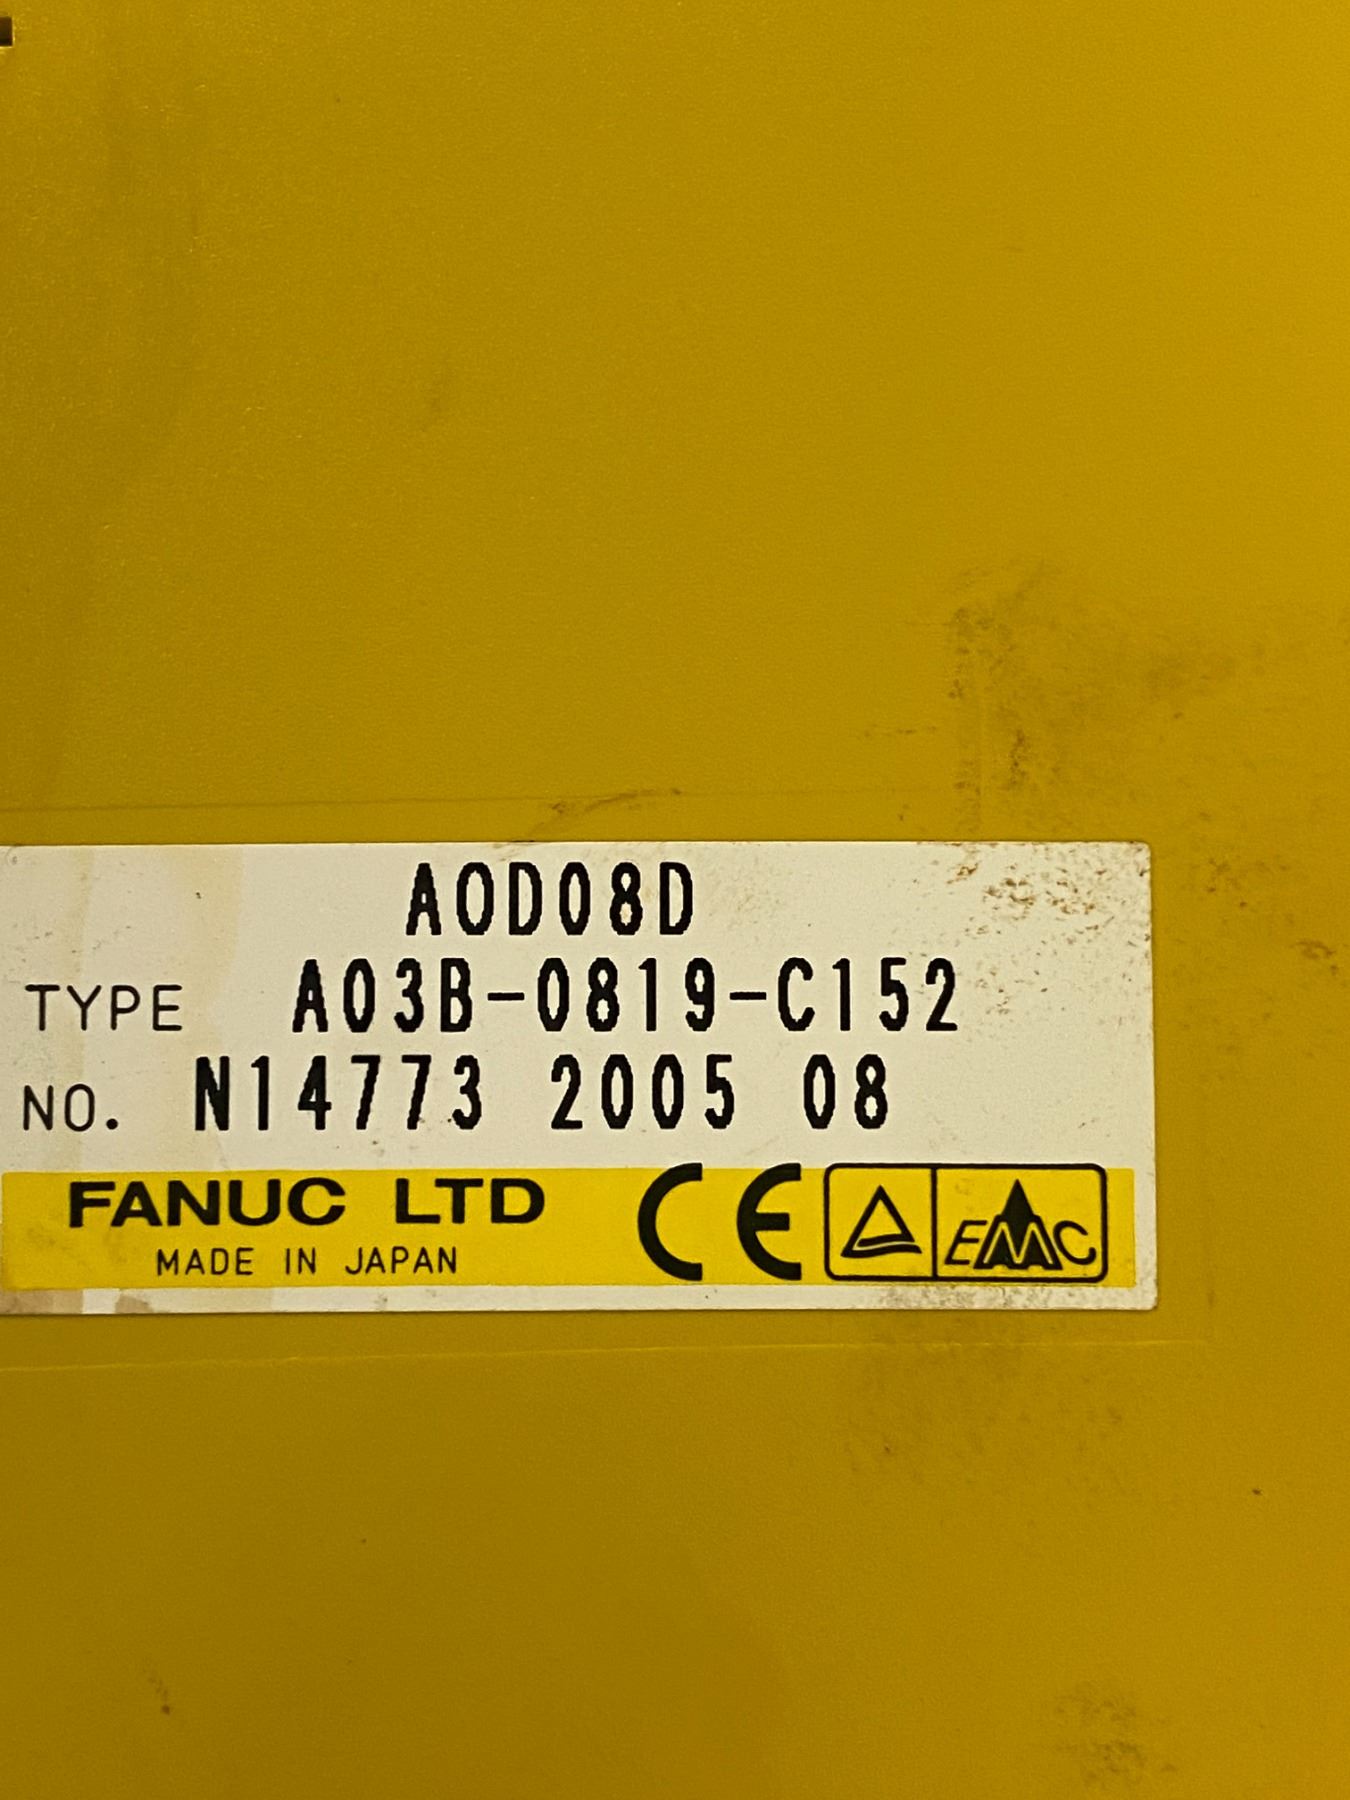 AOD08D
TYPE A03B-0819-C152
NO. N14773 2005 08
FANUC LTD CE EMC
MADE IN JAPAN